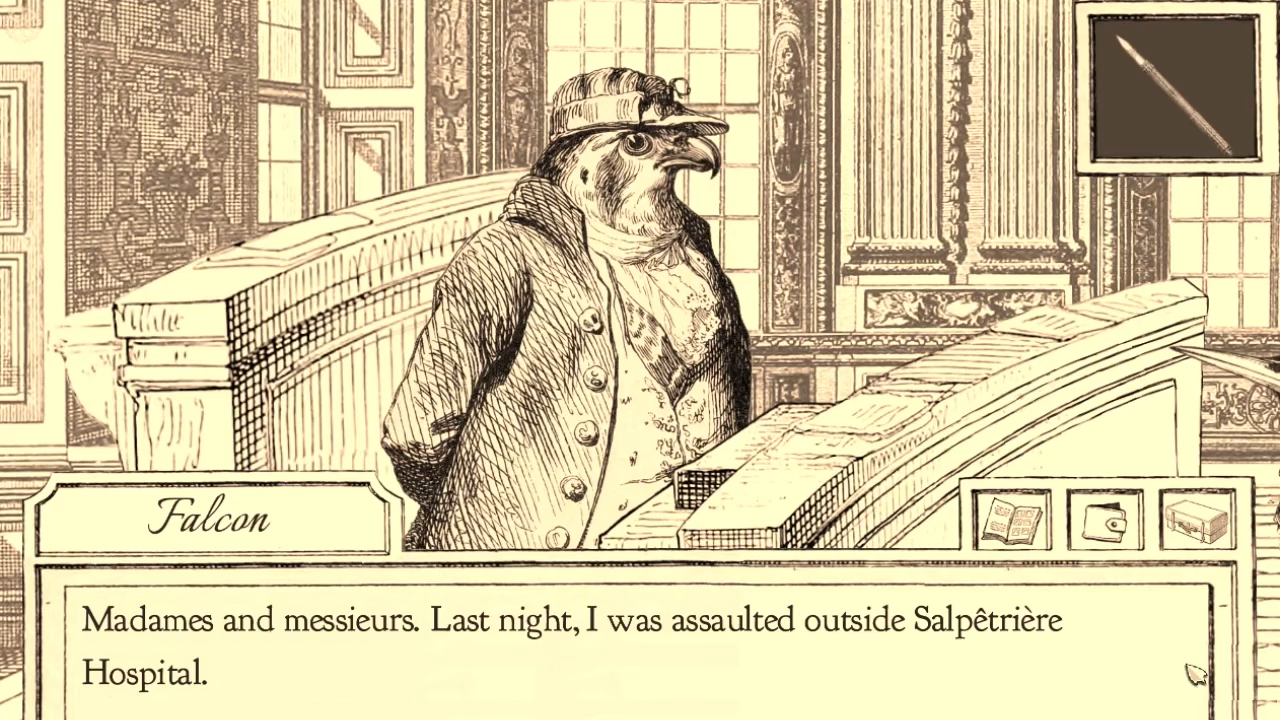 Falcon
Madames and messieurs. Last night, I was assaulted outside Salpêtrière
Hospital.